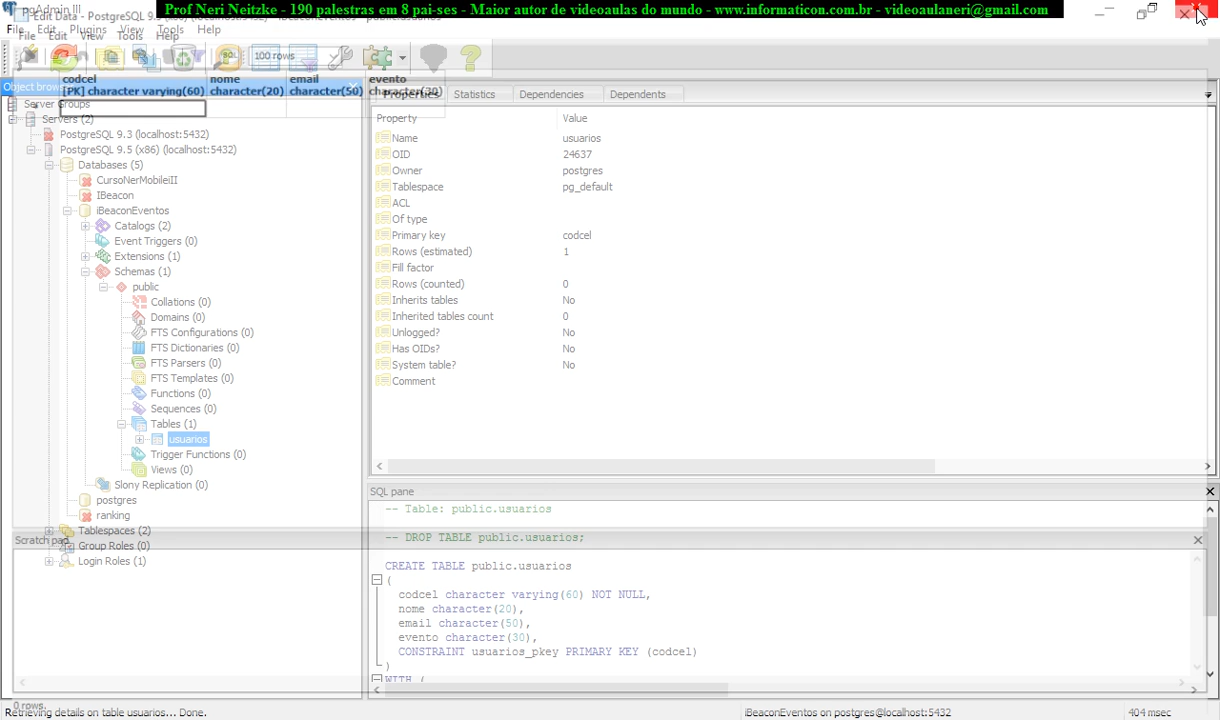 Prof Neri Neitzke - 190 palestras em 8 pai-ses - Maior autor de videoaulas do mundo - www.informaticon.com.br - videoaulaneri@gmail.com
pgAdmin III
Edit Data - PostgreSQL 9.5
File Edit Plugins View Tools Help
File Edit View Tools Help
100 rows
codcel nome email evento
[PK] character varying(60) character(20) character(50) character(30)
Object browser
Properties Statistics Dependencies Dependents
Server Groups
Servers (2)
PostgreSQL 9.3 (localhost:5432)
PostgreSQL 9.5 (x86) (localhost:5432)
Databases (5)
CursoNerMobileII
IBeacon
iBeaconEventos
Catalogs (2)
Event Triggers (0)
Extensions (1)
Schemas (1)
public
Collations (0)
Domains (0)
FTS Configurations (0)
FTS Dictionaries (0)
FTS Parsers (0)
FTS Templates (0)
Functions (0)
Sequences (0)
Tables (1)
usuarios
Trigger Functions (0)
Views (0)
Slony Replication (0)
postgres
ranking
Tablespaces (2)
Group Roles (0)
Login Roles (1)
Property Value
Name usuarios
OID 24637
Owner postgres
Tablespace pg_default
ACL
Of type
Primary key codcel
Rows (estimated) 1
Fill factor
Rows (counted) 0
Inherits tables No
Inherited tables count 0
Unlogged? No
Has OIDs? No
System table? No
Comment
SQL pane
-- Table: public.usuarios
-- DROP TABLE public.usuarios;
CREATE TABLE public.usuarios
(
codcel character varying(60) NOT NULL,
nome character(20),
email character(50),
evento character(30),
CONSTRAINT usuarios_pkey PRIMARY KEY (codcel)
)
WITH (
Scratch pad
0 rows.
Retrieving details on table usuarios... Done. iBeaconEventos on postgres@localhost:5432 404 msec